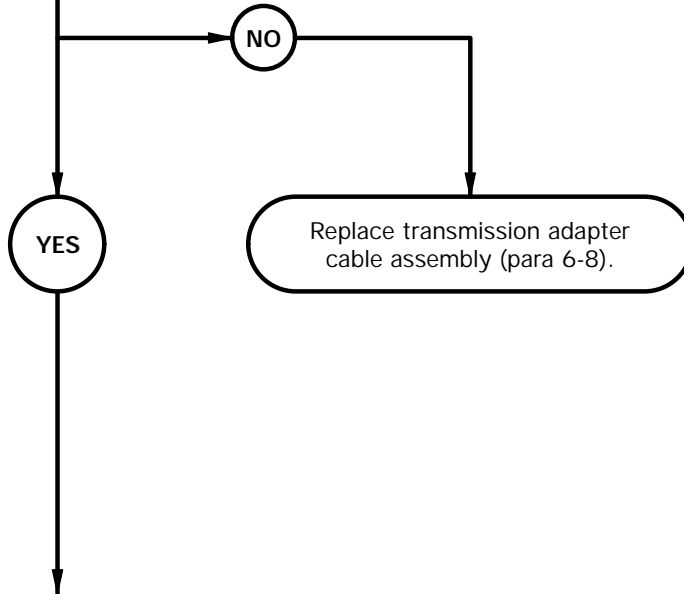 NO
YES
Replace transmission adapter
cable assembly (para 6-8).